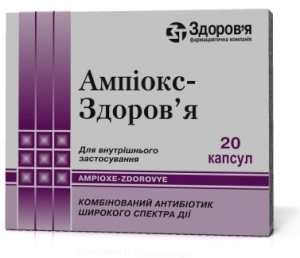 Здоров'я
фармацевтична компанія
Ампіокс-
Здоров’я
Для внутрішнього
застосування
20
капсул
AMPIOXE-ZDOROVYE
КОМБІНОВАНИЙ АНТИБІОТИК
ШИРОКОГО СПЕКТРА ДІЇ